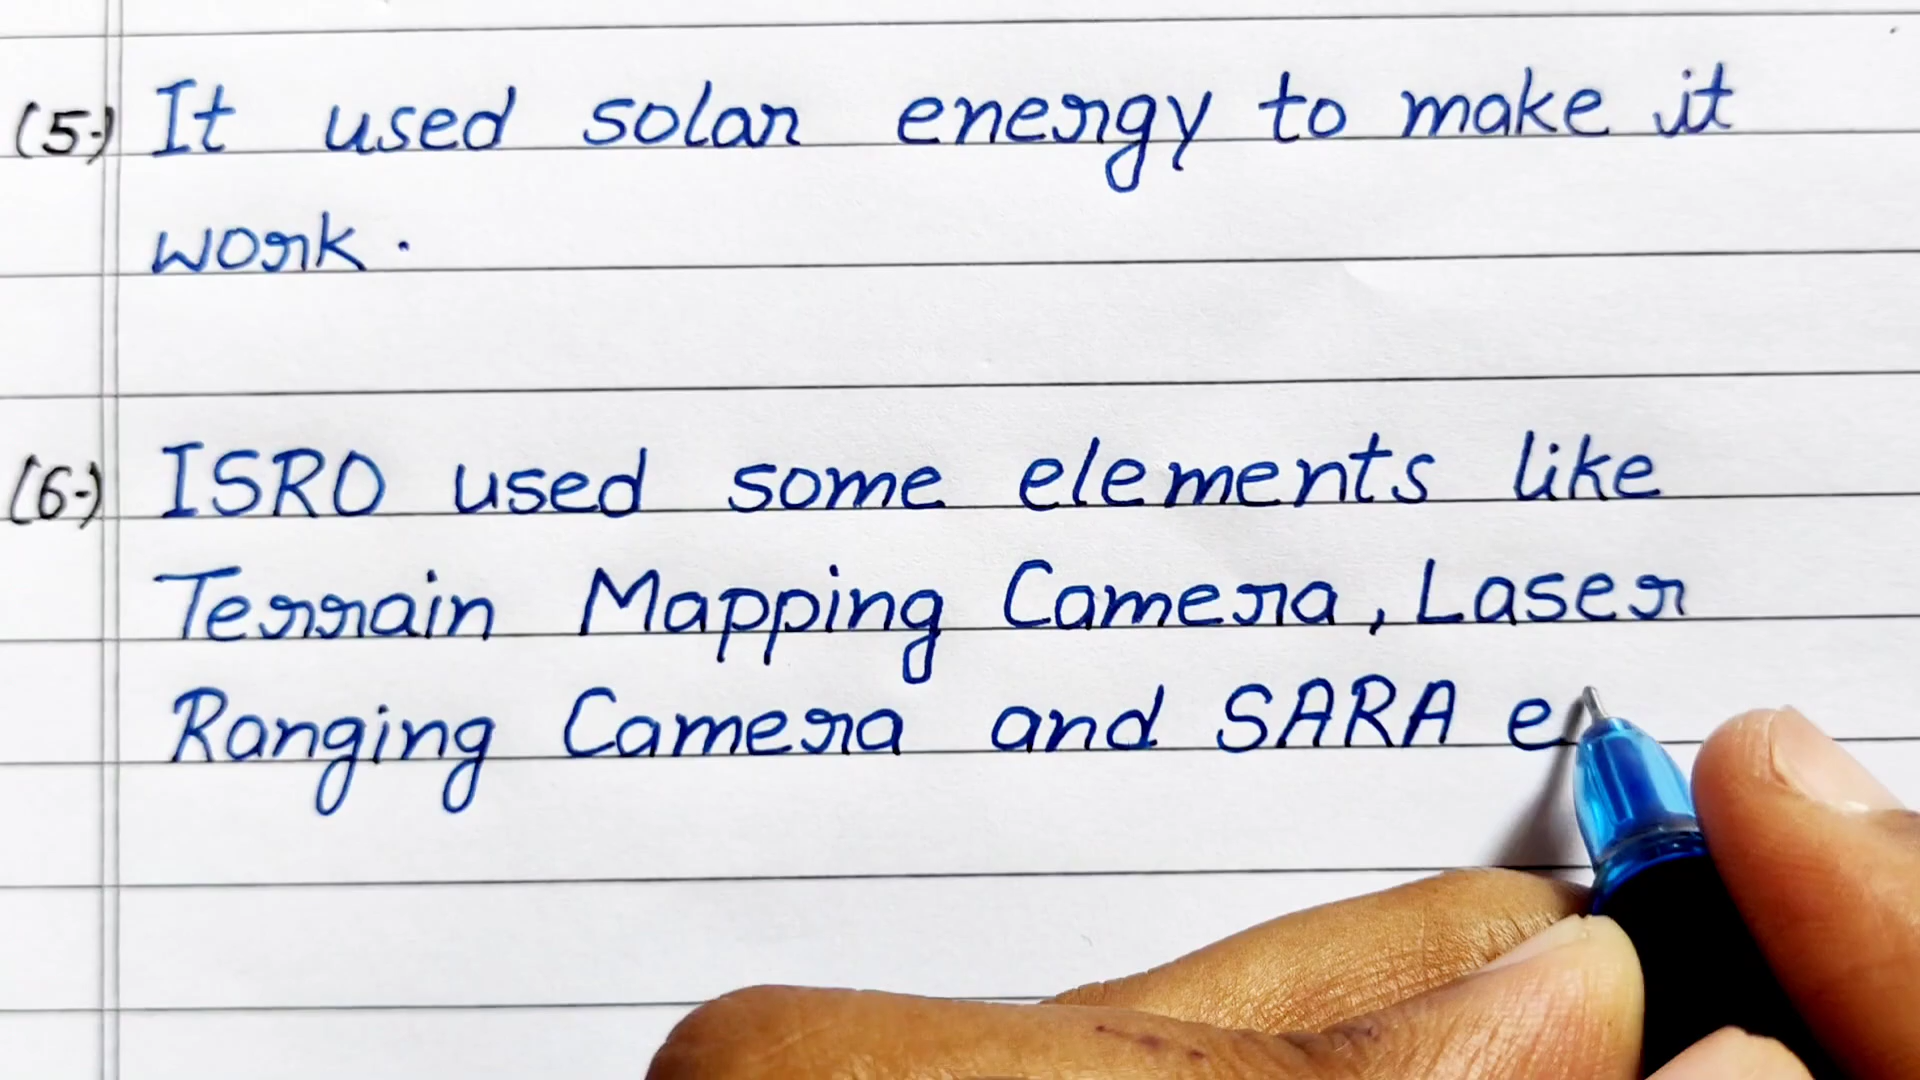 (5.) It used solar energy to make it
work.
(6.) ISRO used some elements like
Terrain Mapping Camera, Laser
Ranging Camera and SARA e